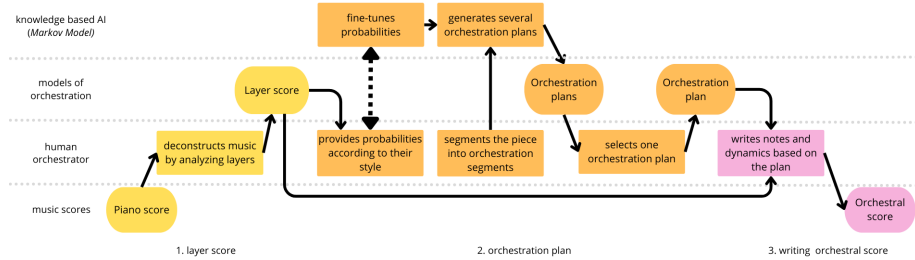 knowledge based AI
(Markov Model)
fine-tunes
probabilities
generates several
orchestration plans
models of
orchestration
Layer score
Orchestration
plans
Orchestration
plan
human
orchestrator
deconstructs music
by analyzing layers
provides probabilities
according to their
style
segments the piece
into orchestration
segments
selects one
orchestration plan
writes notes and
dynamics based on
the plan
music scores
Piano score
Orchestral
score
1. layer score
2. orchestration plan
3. writing orchestral score